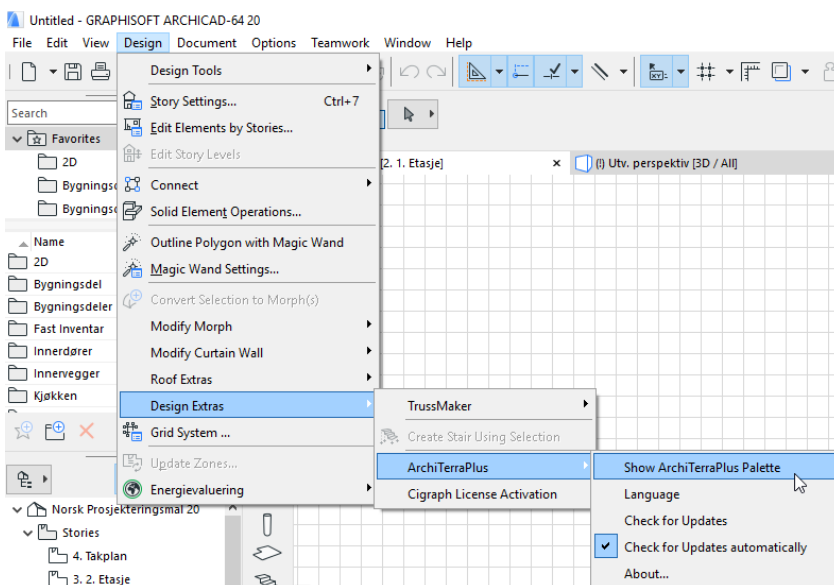 Untitled - GRAPHISOFT ARCHICAD-64 20
File Edit View Design Document Options Teamwork Window Help
Design Tools
Search
Story Settings... Ctrl+7
Edit Elements by Stories...
Favorites
Edit Story Levels
2D
[2. 1. Etasje]
(!) Utv. perspektiv [3D / All]
Bygningsd
Connect
Bygningsd
Solid Element Operations...
Name
Outline Polygon with Magic Wand
2D
Magic Wand Settings...
Bygningsdel
Convert Selection to Morph(s)
Bygningsdeler
Modify Morph
Fast Inventar
Innerdører
Modify Curtain Wall
Innervegger
Roof Extras
Kjøkken
Design Extras
TrussMaker
Grid System ...
Create Stair Using Selection
Update Zones...
ArchiTerraPlus
Show ArchiTerraPlus Palette
Energievaluering
Cigraph License Activation
Language
Norsk Prosjekteringsmal 20
Check for Updates
Stories
Check for Updates automatically
4. Takplan
About...
3. 2. Etasje